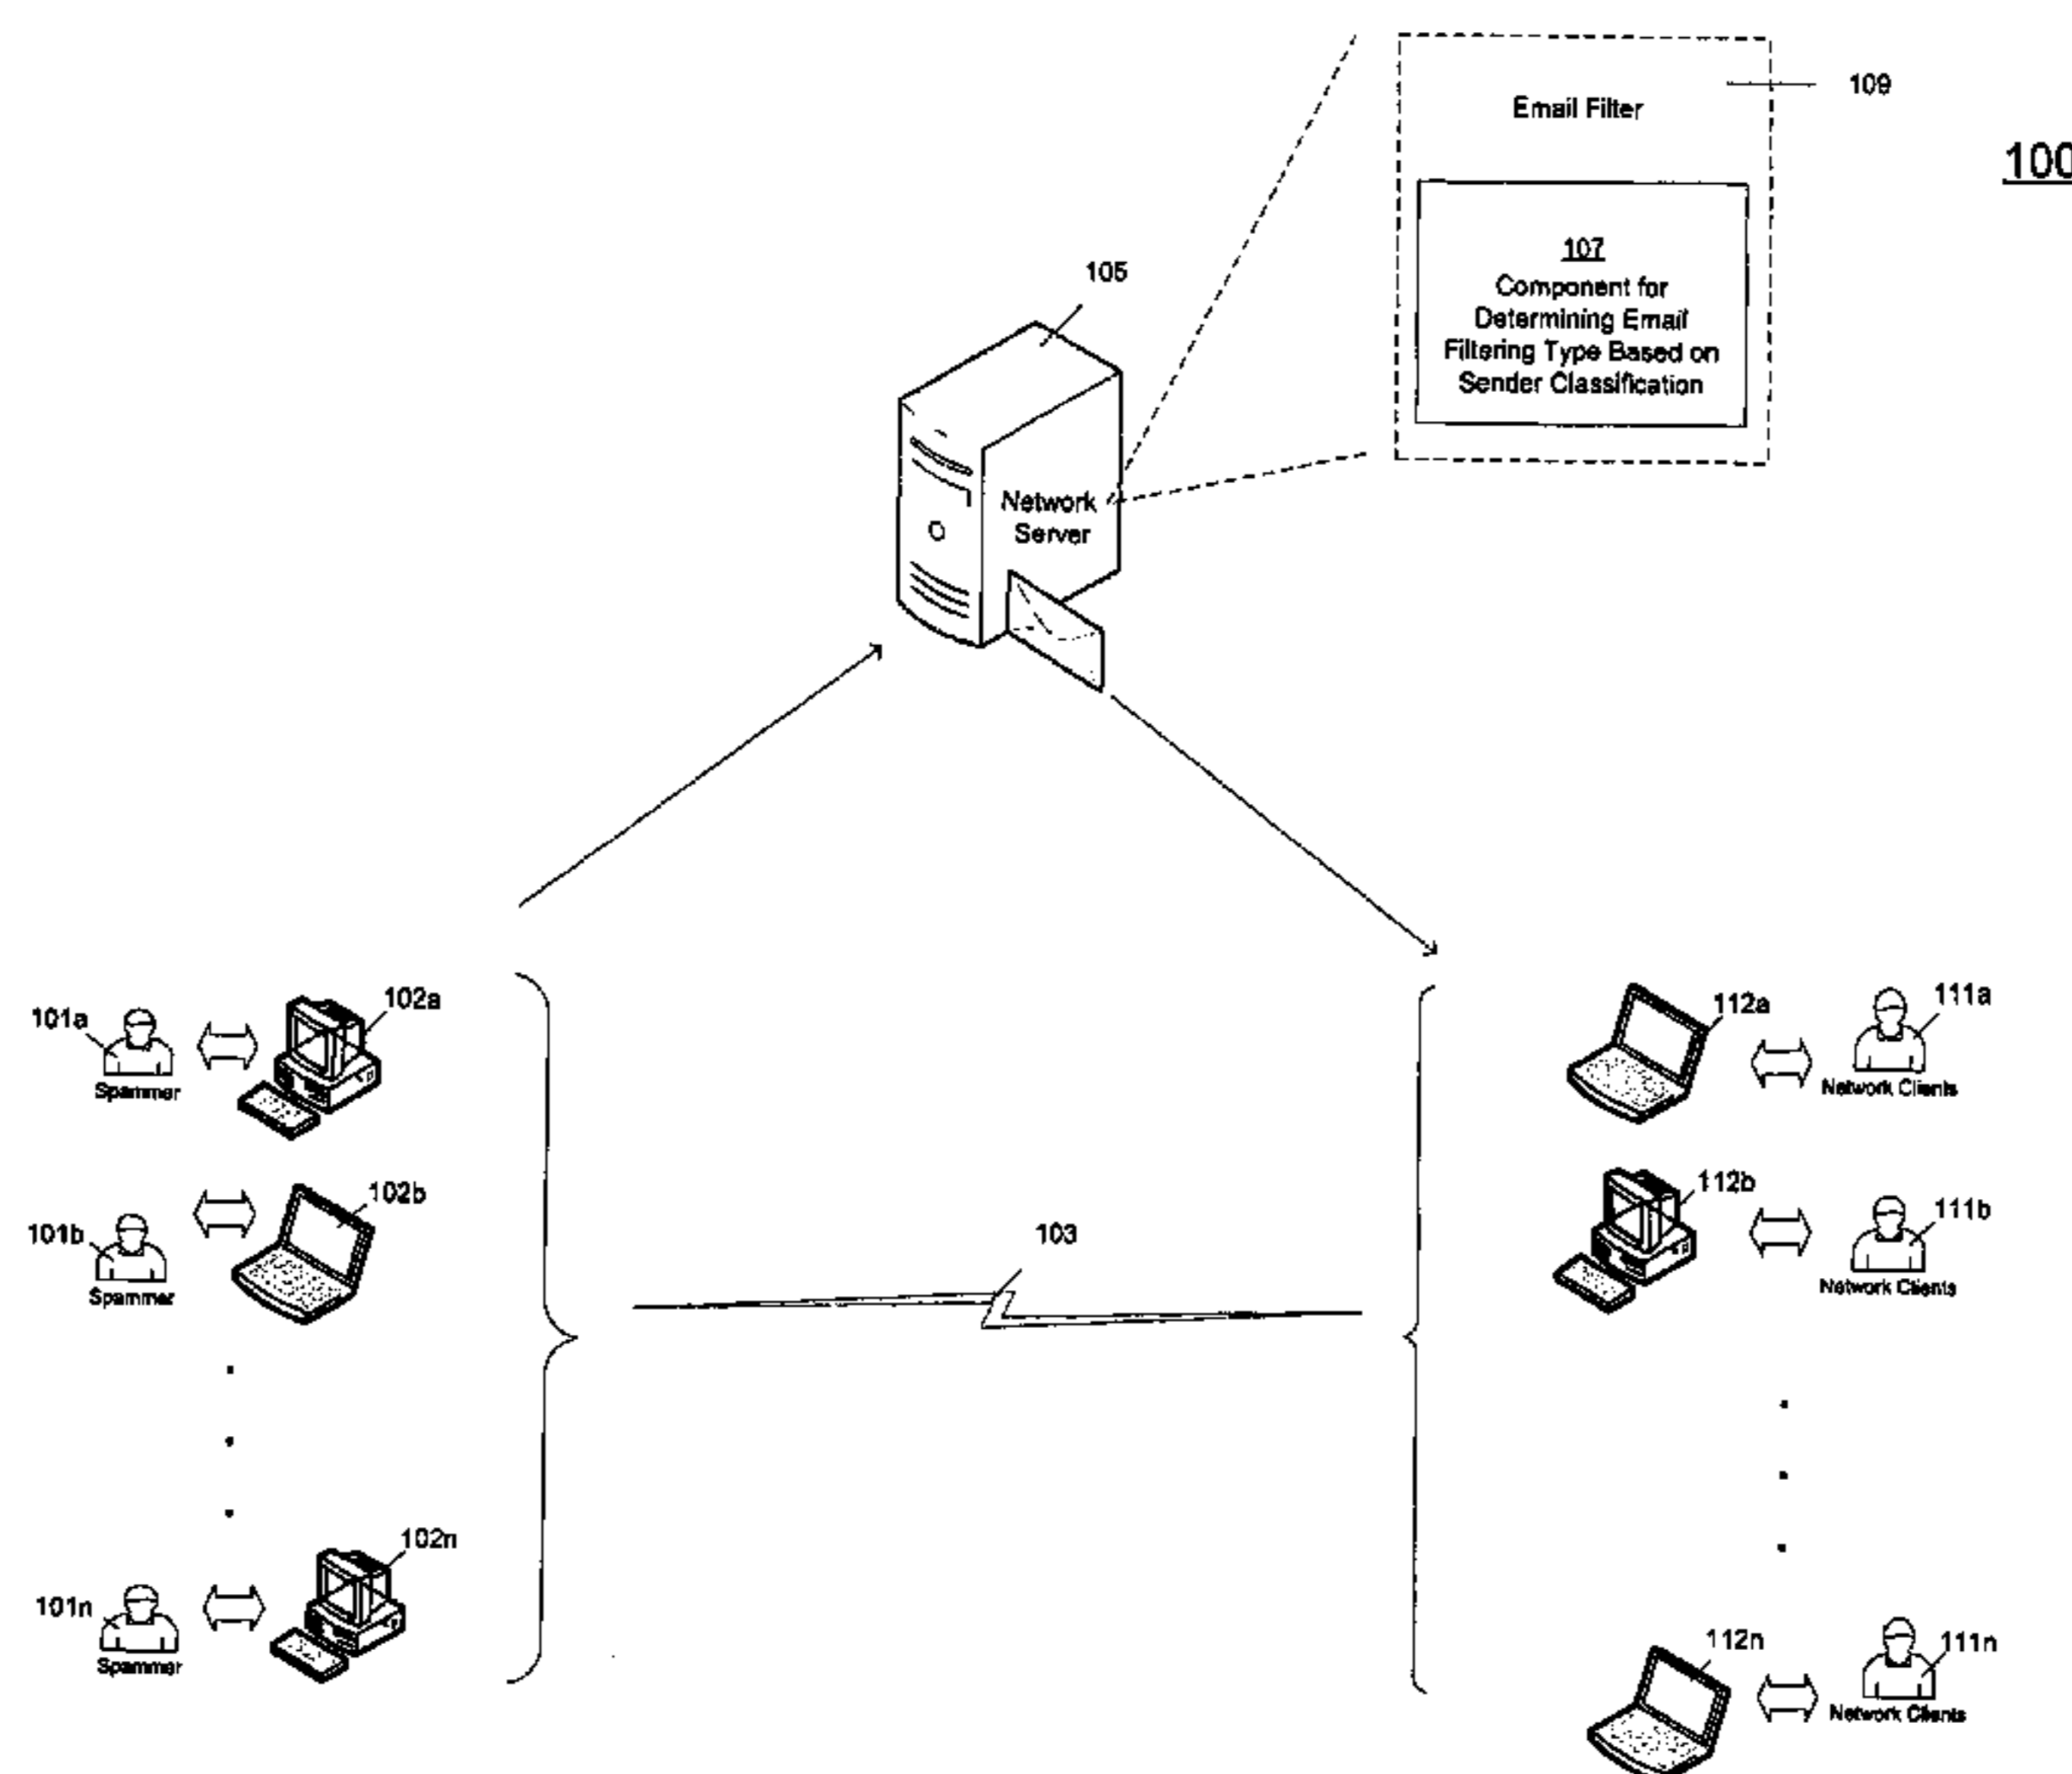 109
Email Filter
100
107
Component for
Determining Email
Filtering Type Based on
Sender Classification
105
Network
Server
101a
102a
Spammer
112a
111a
Network Clients
101b
102b
Spammer
112b
111b
Network Clients
103
101n
102n
Spammer
112n
111n
Network Clients